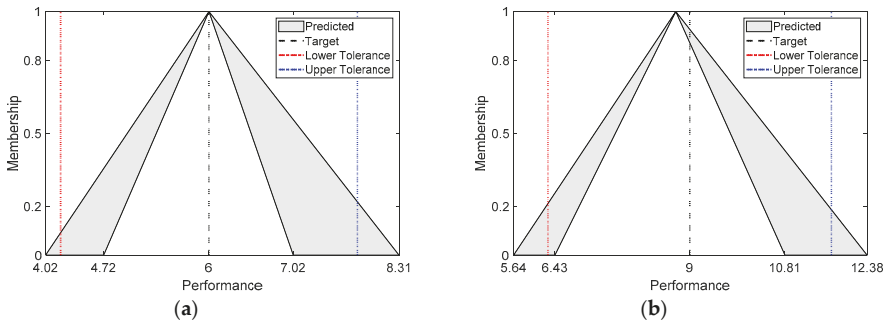 1
0.8
0.5
0.2
0
Membership
Predicted
Target
Lower Tolerance
Upper Tolerance
4.02 4.72 6 7.02 8.31
Performance
(a)
1
0.8
0.5
0.2
0
Membership
Predicted
Target
Lower Tolerance
Upper Tolerance
5.64 6.43 9 10.81 12.38
Performance
(b)